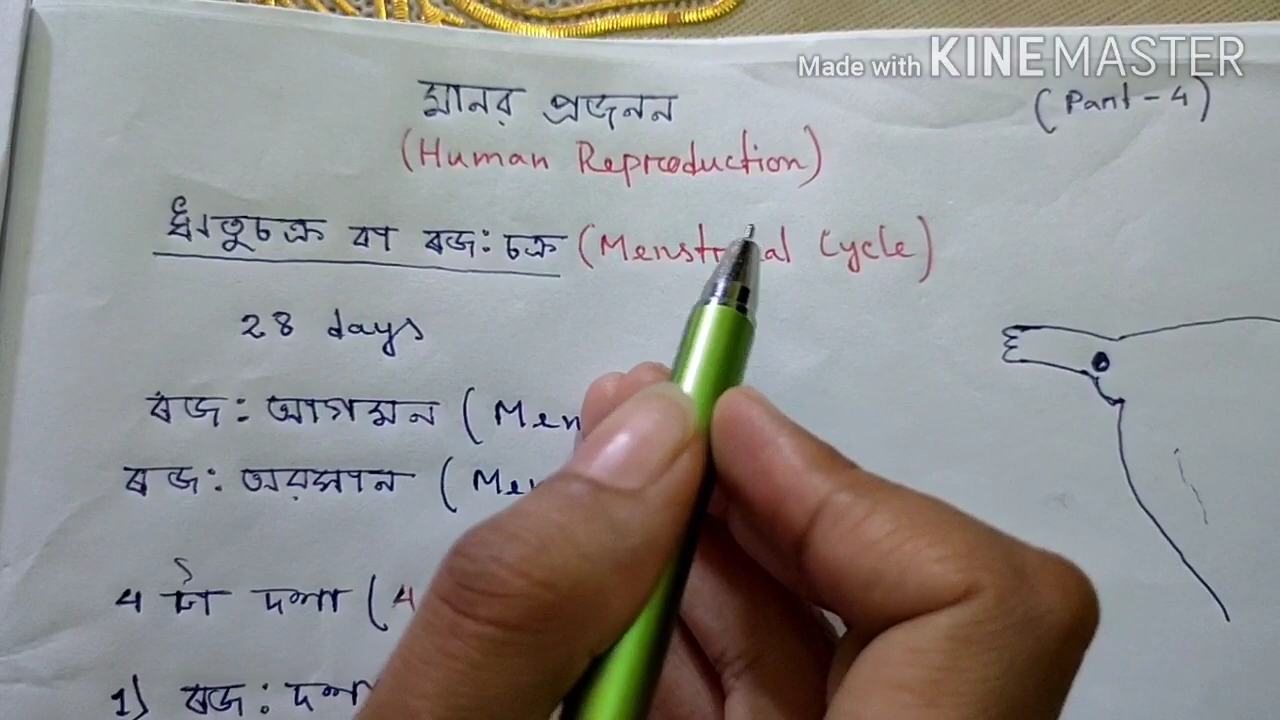 Made with KINEMASTER
(Part-4)
মানৱ প্ৰজনন
(Human Reproduction)
ঋতুচক্ৰ বা ৰজঃচক্ৰ (Menstrual Cycle)
28 days
ৰজঃ আগমন (Men
ৰজঃ অৱসান (Men
4 টা দশা (4
1) ৰজঃ দশা